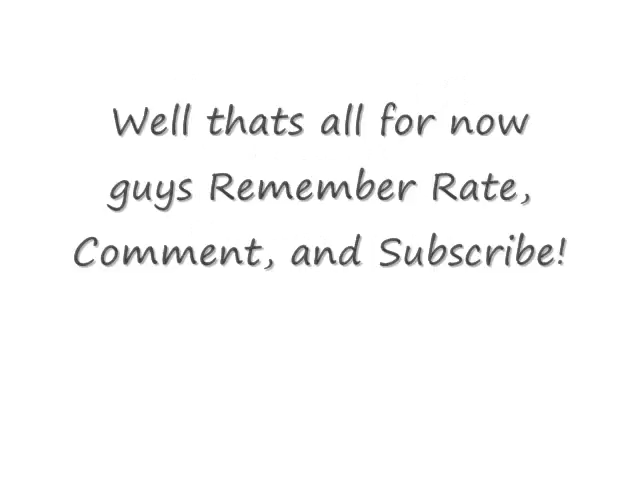 Well thats all for now
guys Remember Rate,
Comment, and Subscribe!